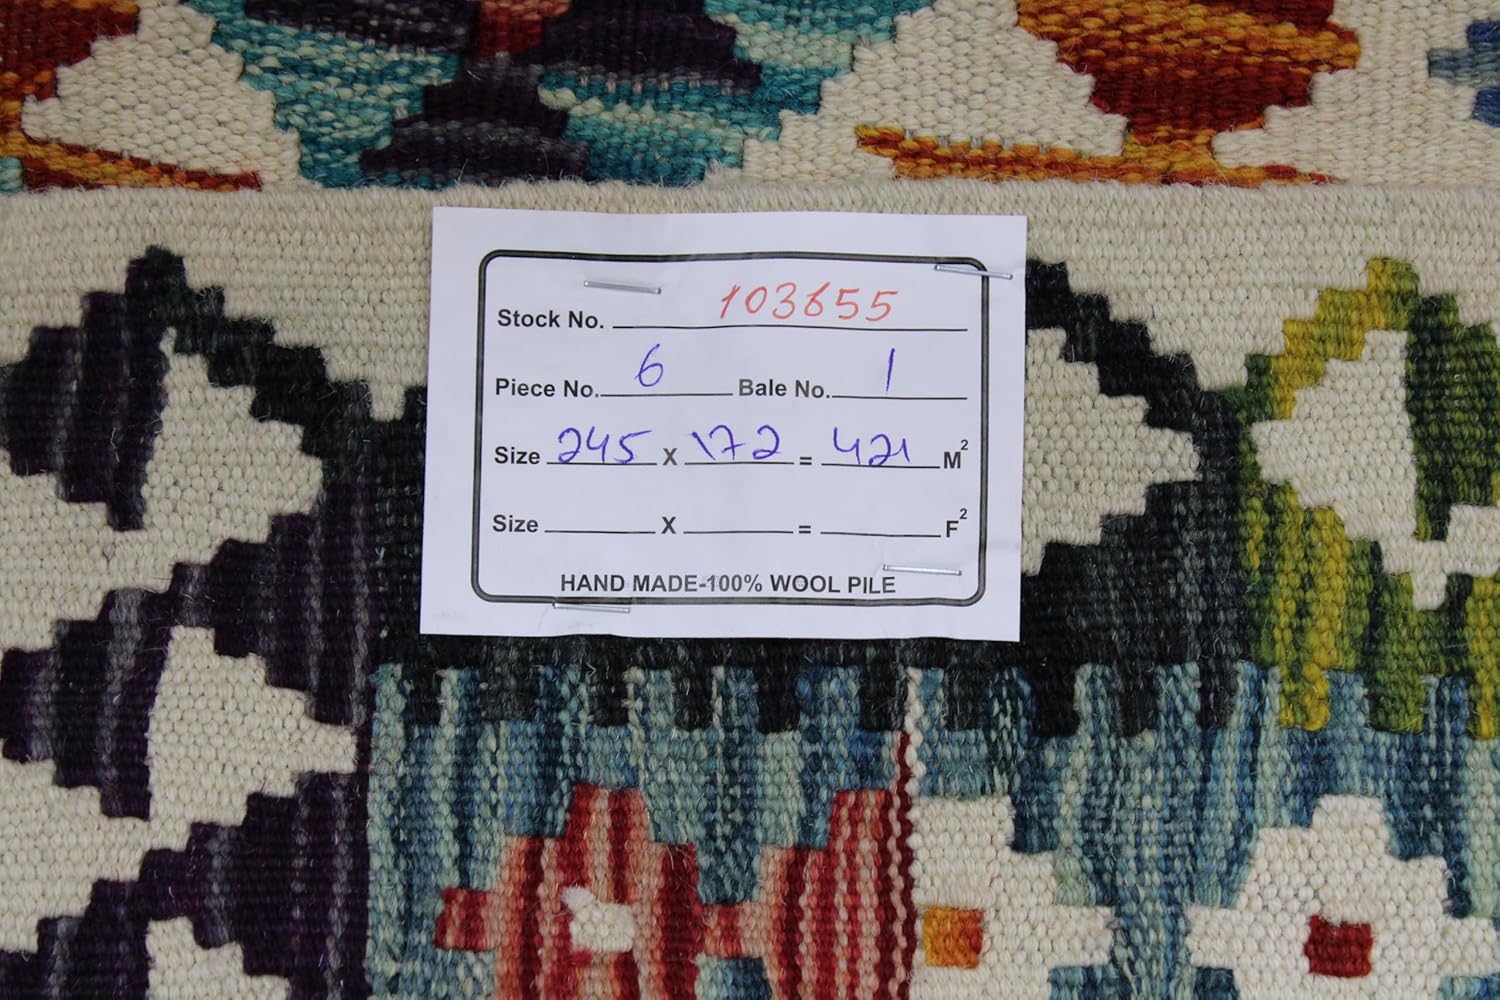 Stock No. 103655
Piece No. 6 Bale No. 1
Size 245 X 172 = 421 M²
Size X = F²
HAND MADE-100% WOOL PILE